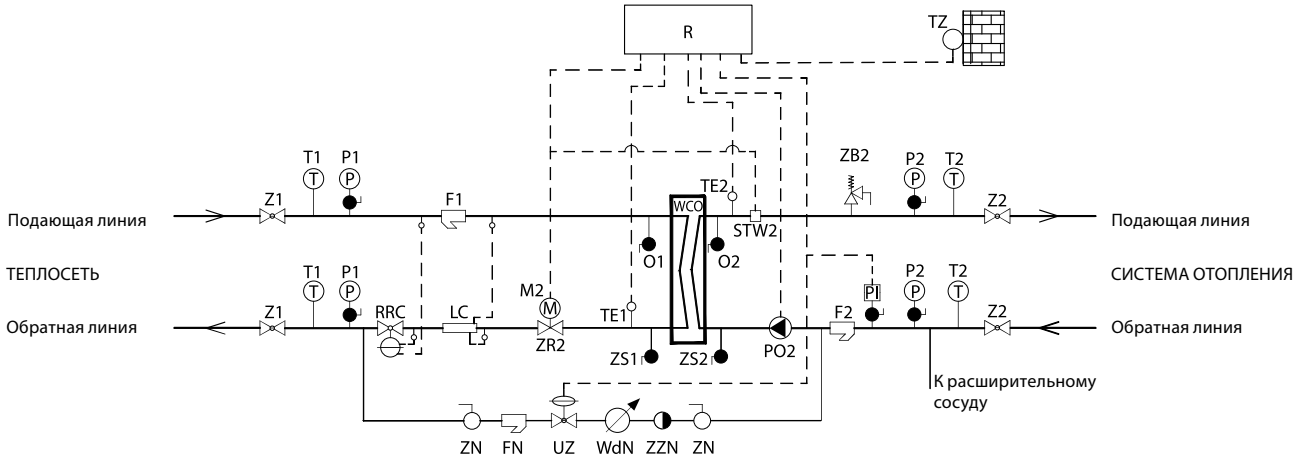 R
TZ
T1
P1
Z1
T
P
F1
WCO
TE2
STW2
ZB2
P2
T2
P
T
Z2
Подающая линия
Подающая линия
O1
O2
ТЕПЛОСЕТЬ
СИСТЕМА ОТОПЛЕНИЯ
T1
P1
Z1
T
P
RRC
LC
M2
M
ZR2
TE1
PI
P2
T2
P
T
F2
Z2
Обратная линия
Обратная линия
ZS1
ZS2
PO2
К расширительному
сосуду
ZN
FN
UZ
WdN
ZZN
ZN